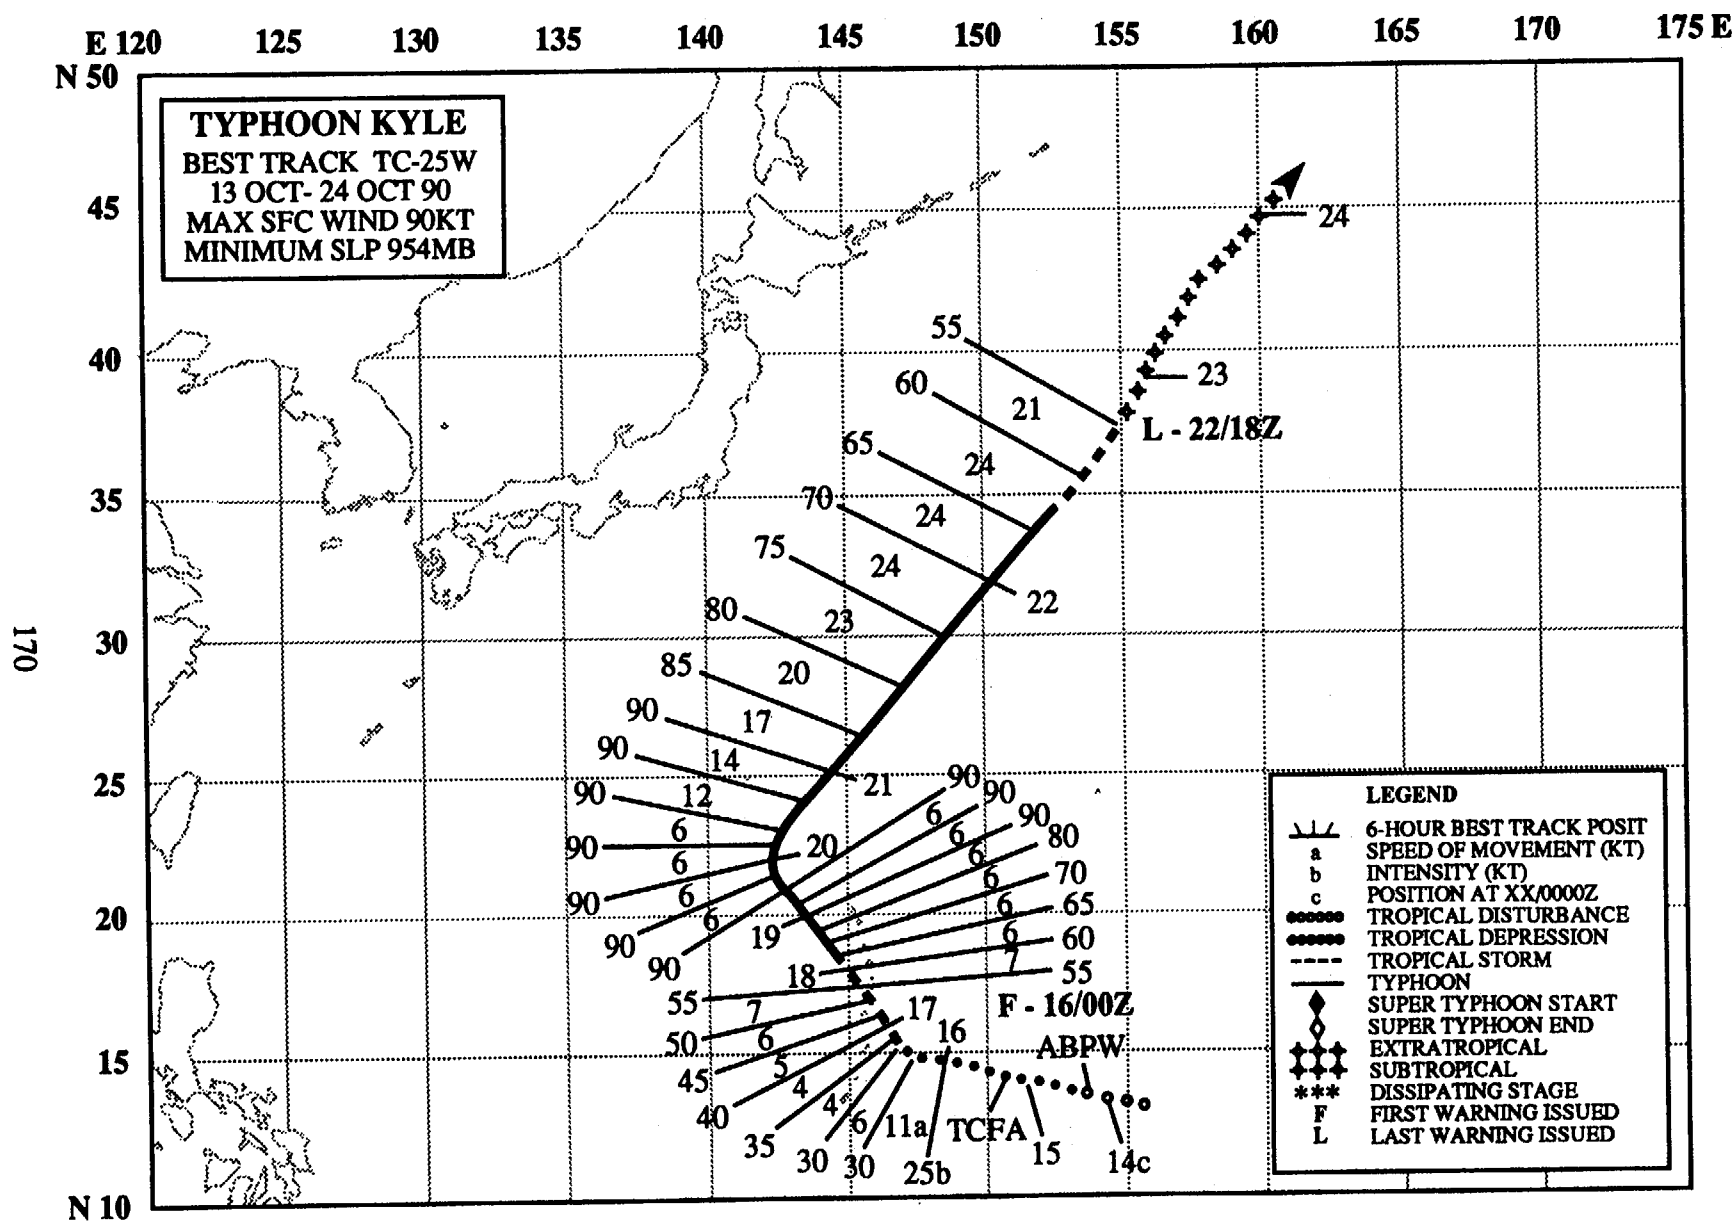 E 120 125 130 135 140 145 150 155 160 165 170 175 E
N 50
TYPHOON KYLE
BEST TRACK TC-25W
13 OCT- 24 OCT 90
MAX SFC WIND 90KT
MINIMUM SLP 954MB
45
24
55
40
23
60
21
L - 22/18Z
65
24
35
70
24
75
24
22
80
23
170
30
85
20
90
17
90
14
25
21
90
12
90
90
90
6
6
6
90
20
6
80
6
6
70
90
6
6
65
20
6
6
19
60
90
6
90
18
7
55
55
7
F - 16/00Z
17
50
6
16
ABPW
15
45
5
4
40
4
35
6
11a
TCFA
30
30
25b
15
14c
N 10
LEGEND
6-HOUR BEST TRACK POSIT
a SPEED OF MOVEMENT (KT)
b INTENSITY (KT)
c POSITION AT XX/0000Z
TROPICAL DISTURBANCE
TROPICAL DEPRESSION
TROPICAL STORM
TYPHOON
SUPER TYPHOON START
SUPER TYPHOON END
EXTRATROPICAL
SUBTROPICAL
*** DISSIPATING STAGE
F FIRST WARNING ISSUED
L LAST WARNING ISSUED